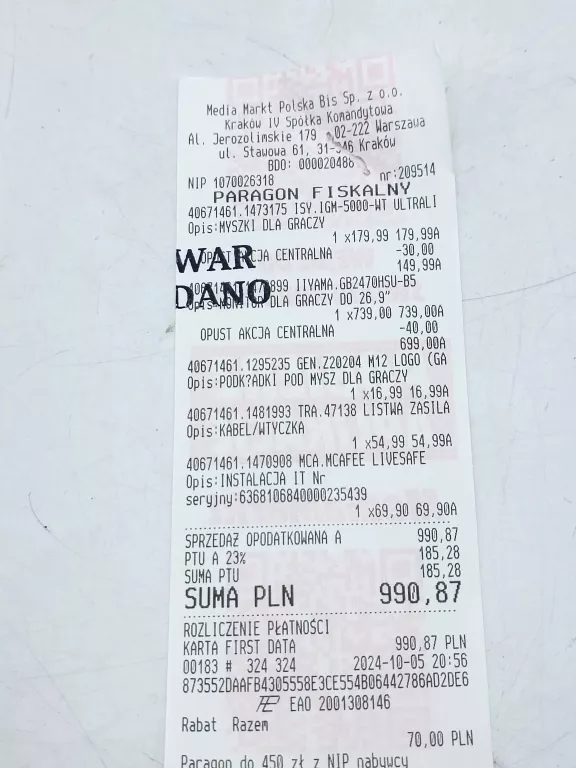 Media Markt Polska Bis Sp. z o.o.
Kraków IV Spółka Komandytowa
Al. Jerozolimskie 179 02-222 Warszawa
ul. Stawowa 61, 31-346 Kraków
BDO: 000020486
NIP 1070026318 nr:209514
PARAGON FISKALNY
40671461.1473175 ISY.IGM-5000-WT ULTRALI
Opis:MYSZKI DLA GRACZY
1 x179,99 179,99A
OPUST AKCJA CENTRALNA -30,00
149,99A
WAR
IIYAMA.GB2470HSU-B5
DANO
DLA GRACZY DO 26,9"
1 x739,00 739,00A
OPUST AKCJA CENTRALNA -40,00
699,00A
40671461.1295235 GEN.Z20204 M12 LOGO (GA
Opis:PODK?ADKI POD MYSZ DLA GRACZY
1 x16,99 16,99A
40671461.1481993 TRA.47138 LISTWA ZASILA
Opis:KABEL/WTYCZKA
1 x54,99 54,99A
40671461.1470908 MCA.MCAFEE LIVESAFE
Opis:INSTALACJA IT Nr
seryjny:6368106840000235439
1 x69,90 69,90A
SPRZEDAŻ OPODATKOWANA A 990,87
PTU A 23% 185,28
SUMA PTU 185,28
SUMA PLN 990,87
ROZLICZENIE PŁATNOŚCI
KARTA FIRST DATA 990,87 PLN
00183 # 324 324 2024-10-05 20:56
873552DAAFB4305558E3CE554B06442786AD2DE6
EAO 2001308146
Rabat Razem
70,00 PLN
Paragon do 450 zł z NIP nabywcy